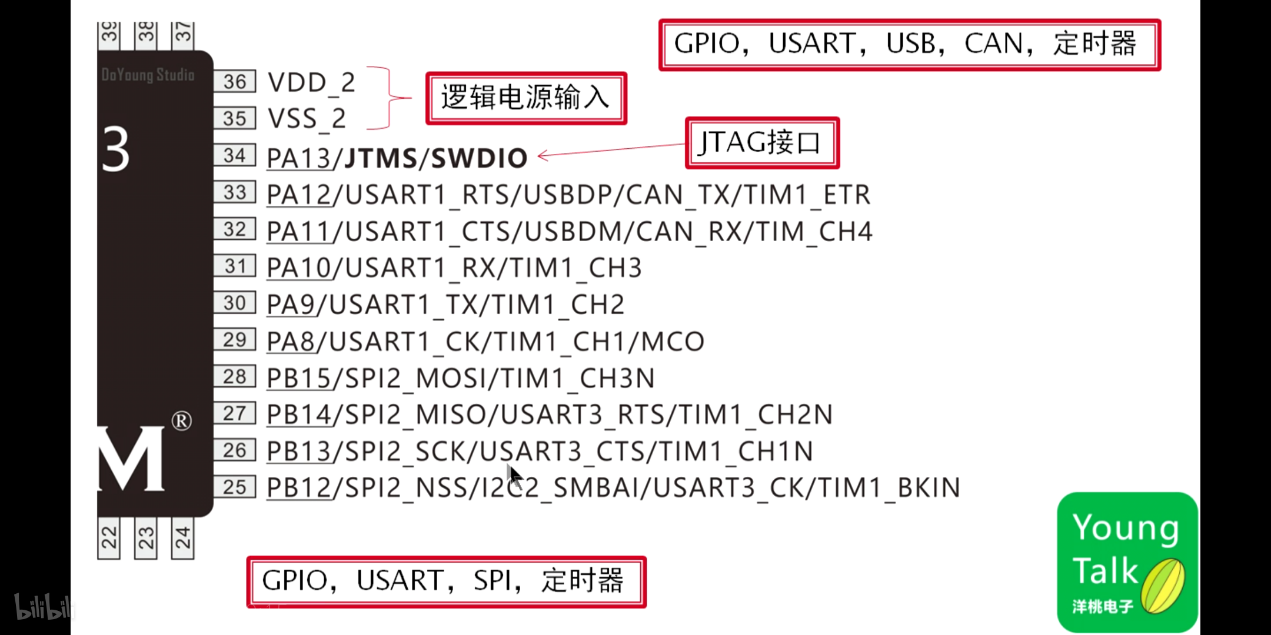 GPIO，USART，USB，CAN，定时器
39 38 37
DoYoung Studio
36 VDD_2
逻辑电源输入
35 VSS_2
3
JTAG接口
34 PA13/JTMS/SWDIO
33 PA12/USART1_RTS/USBDP/CAN_TX/TIM1_ETR
32 PA11/USART1_CTS/USBDM/CAN_RX/TIM_CH4
31 PA10/USART1_RX/TIM1_CH3
30 PA9/USART1_TX/TIM1_CH2
29 PA8/USART1_CK/TIM1_CH1/MCO
28 PB15/SPI2_MOSI/TIM1_CH3N
27 PB14/SPI2_MISO/USART3_RTS/TIM1_CH2N
M®
26 PB13/SPI2_SCK/USART3_CTS/TIM1_CH1N
25 PB12/SPI2_NSS/I2C2_SMBAI/USART3_CK/TIM1_BKIN
22 23 24
GPIO，USART，SPI，定时器
Young
Talk
洋桃电子
bilibili